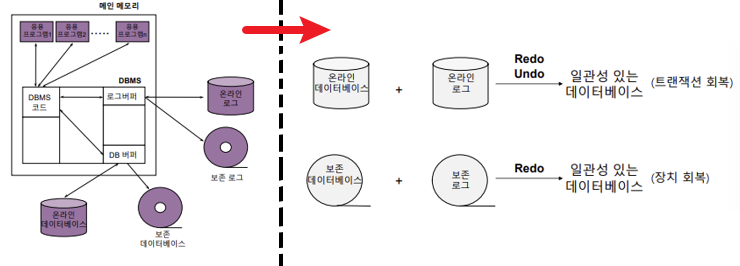 메인 메모리
응용
프로그램1
응용
프로그램2
.....
응용
프로그램n
DBMS
DBMS
코드
로그버퍼
DB 버퍼
온라인
로그
보존 로그
온라인
데이터베이스
보존
데이터베이스
온라인
데이터베이스
+
온라인
로그
Redo
Undo
일관성 있는
데이터베이스
(트랜잭션 회복)
보존
데이터베이스
+
보존
로그
Redo
일관성 있는
데이터베이스
(장치 회복)